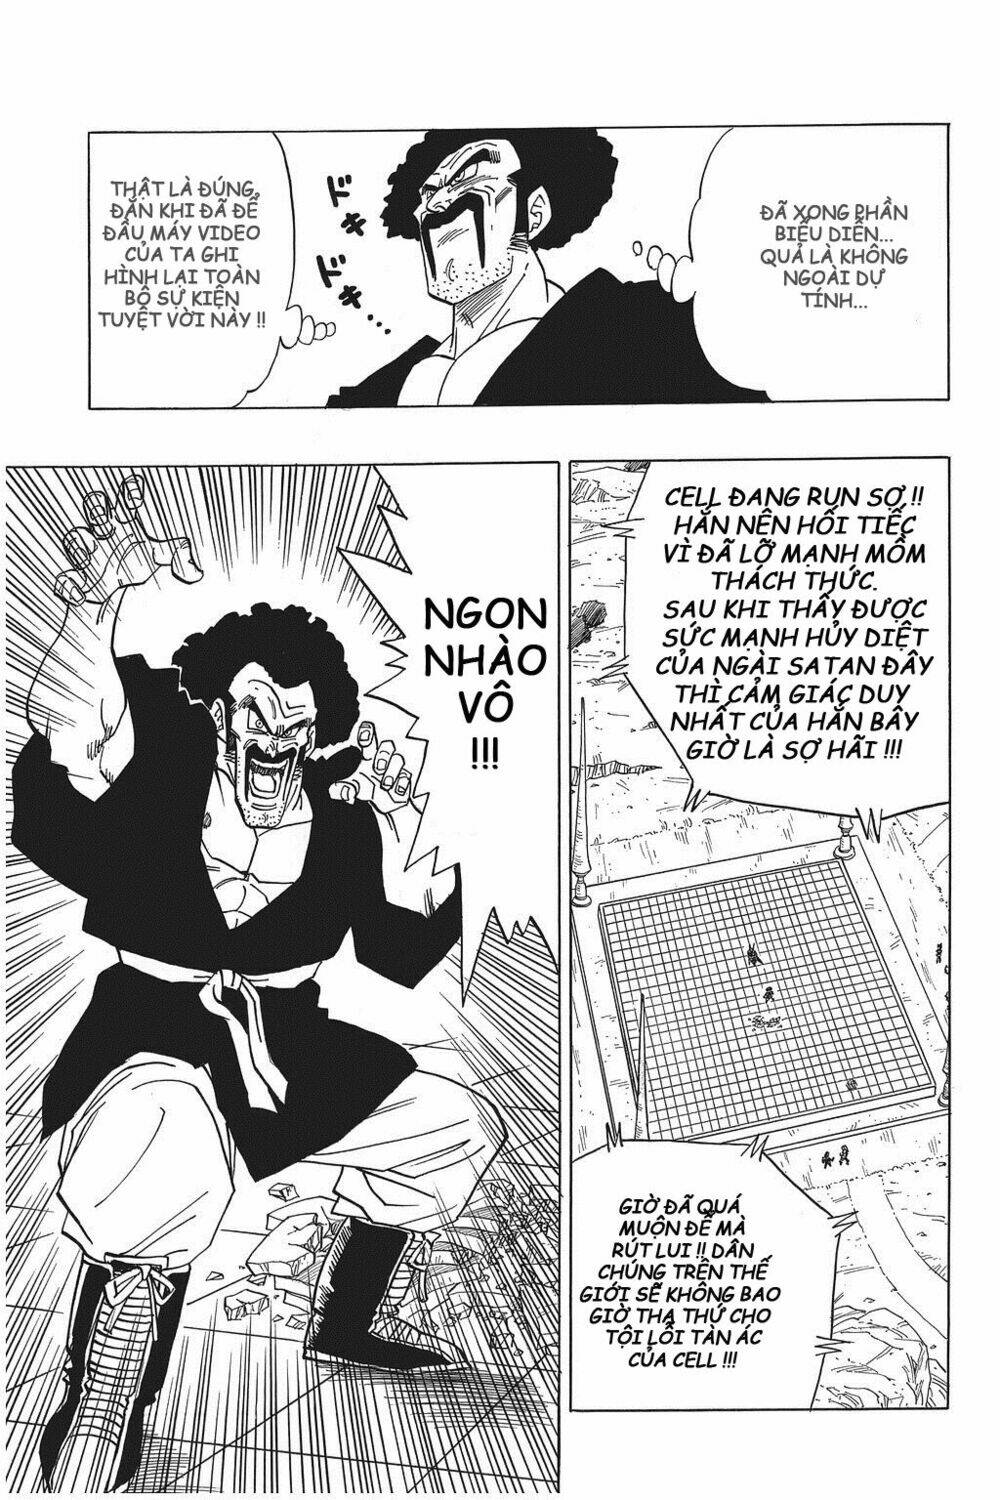 ĐÃ XONG PHẦN
BIỂU DIỄN...
QUẢ LÀ KHÔNG
NGOÀI DỰ
TÍNH...
ドキ
ドキ
THẬT LÀ ĐÚNG
ĐẮN KHI ĐÃ ĐỂ
ĐẦU MÁY VIDEO
CỦA TA GHI
HÌNH LẠI TOÀN
BỘ SỰ KIỆN
TUYỆT VỜI NÀY !!
CELL ĐANG RUN SỢ !!
HẮN NÊN HỐI TIẾC
VÌ ĐÃ LỠ MẠNH MỒM
THÁCH THỨC.
SAU KHI THẤY ĐƯỢC
SỨC MẠNH HỦY DIỆT
CỦA NGÀI SATAN ĐÂY
THÌ CẢM GIÁC DUY
NHẤT CỦA HẮN BÂY
GIỜ LÀ SỢ HÃI !!!
GIỜ ĐÃ QUÁ
MUỘN ĐỂ MÀ
RÚT LUI !! DÂN
CHÚNG TRÊN THẾ
GIỚI SẼ KHÔNG BAO
GIỜ THA THỨ CHO
TỘI LỖI TÀN ÁC
CỦA CELL !!!
NGON
NHÀO
VÔ
!!!